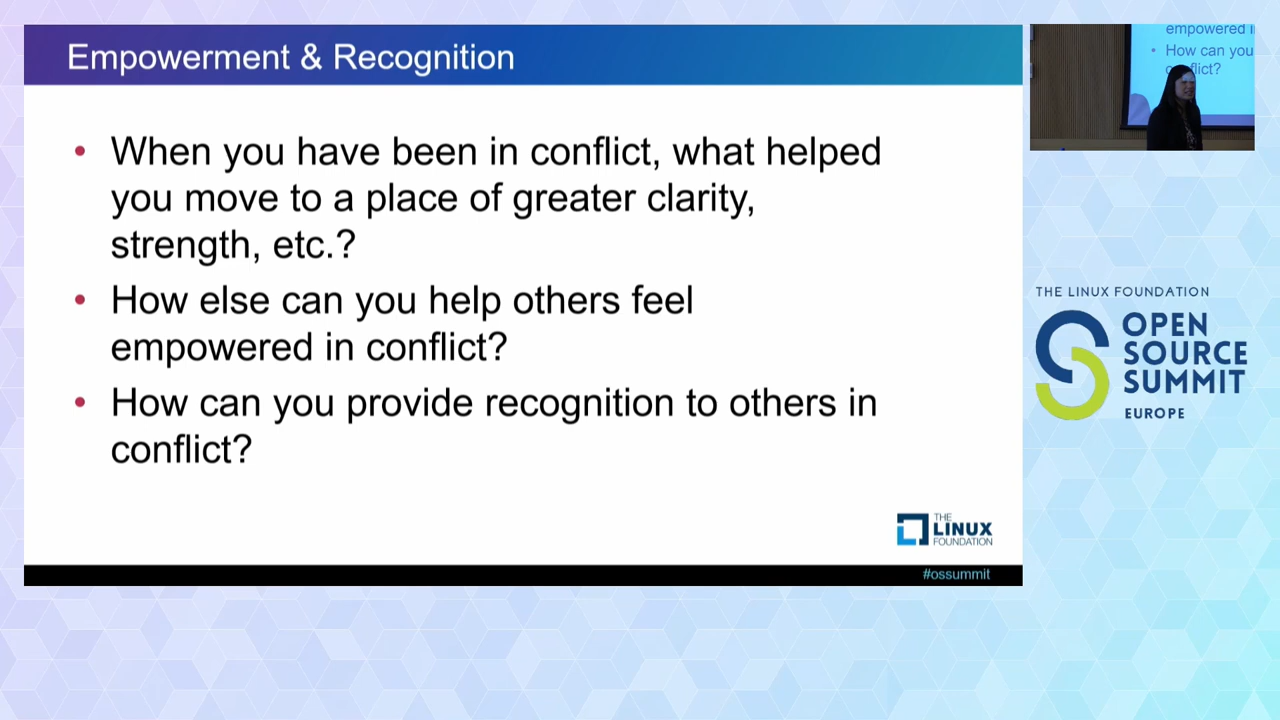 Empowerment & Recognition
• When you have been in conflict, what helped
you move to a place of greater clarity,
strength, etc.?
• How else can you help others feel
empowered in conflict?
• How can you provide recognition to others in
conflict?
THE
LINUX
FOUNDATION
#ossummit
empowered i
• How can you
conflict?
THE LINUX FOUNDATION
OPEN
SOURCE
SUMMIT
EUROPE